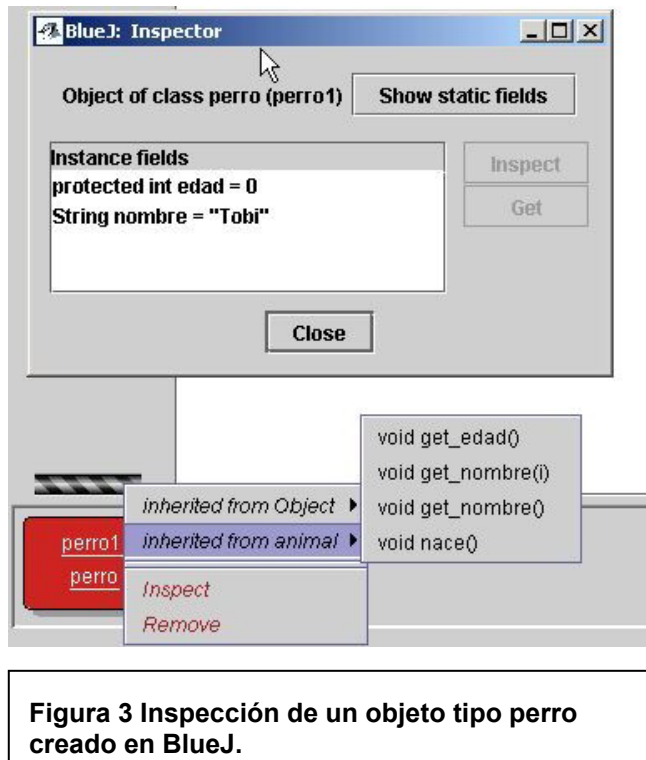 BlueJ: Inspector
Object of class perro (perro1)
Show static fields
Instance fields
protected int edad = 0
String nombre = "Tobi"
Inspect
Get
Close
void get_edad()
void get_nombre(i)
void get_nombre()
void nace()
inherited from Object
inherited from animal
Inspect
Remove
perro1
perro
Figura 3 Inspección de un objeto tipo perro
creado en BlueJ.